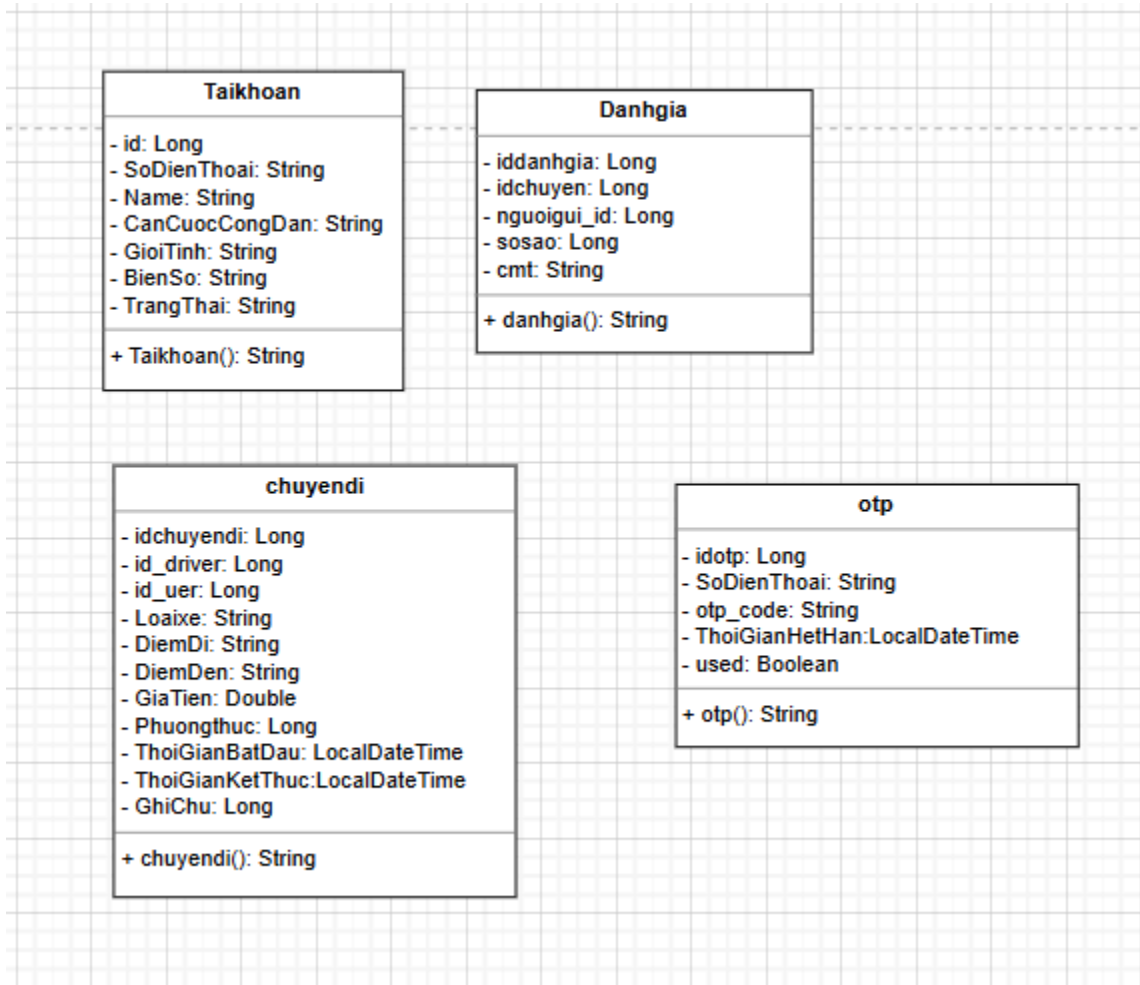 Taikhoan
- id: Long
- SoDienThoai: String
- Name: String
- CanCuocCongDan: String
- GioiTinh: String
- BienSo: String
- TrangThai: String
+ Taikhoan(): String
Danhgia
- iddanhgia: Long
- idchuyen: Long
- nguoigui_id: Long
- sosao: Long
- cmt: String
+ danhgia(): String
chuyendi
- idchuyendi: Long
- id_driver: Long
- id_uer: Long
- Loaixe: String
- DiemDi: String
- DiemDen: String
- GiaTien: Double
- Phuongthuc: Long
- ThoiGianBatDau: LocalDateTime
- ThoiGianKetThuc:LocalDateTime
- GhiChu: Long
+ chuyendi(): String
otp
- idotp: Long
- SoDienThoai: String
- otp_code: String
- ThoiGianHetHan:LocalDateTime
- used: Boolean
+ otp(): String